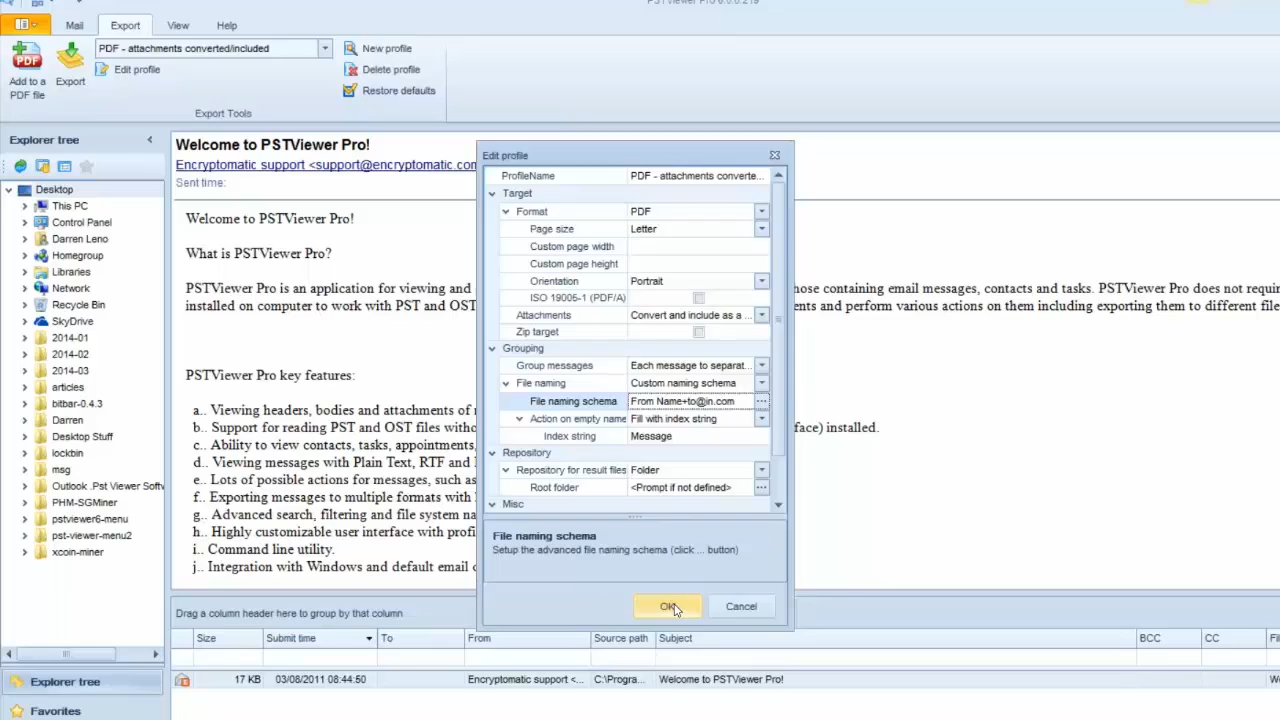 PSTViewer Pro 6.0.0.219
Mail
Export
View
Help
PDF - attachments converted/included
New profile
Add to a PDF file
Export
Edit profile
Delete profile
Restore defaults
Export Tools
Explorer tree
Desktop
This PC
Control Panel
Darren Leno
Homegroup
Libraries
Network
Recycle Bin
SkyDrive
2014-01
2014-02
2014-03
articles
bitbar-0.4.3
Darren
Desktop Stuff
lockbin
msg
Outlook .Pst Viewer Softw
PHM-SGMiner
pstviewer6-menu
pst-viewer-menu2
xcoin-miner
Explorer tree
Favorites
Welcome to PSTViewer Pro!
Encryptomatic support <support@encryptomatic.com
Sent time:
Welcome to PSTViewer Pro!
What is PSTViewer Pro?
PSTViewer Pro is an application for viewing and
hose containing email messages, contacts and tasks. PSTViewer Pro does not requir
installed on computer to work with PST and OST
nts and perform various actions on them including exporting them to different file
PSTViewer Pro key features:
a.. Viewing headers, bodies and attachments of
b.. Support for reading PST and OST files witho
face) installed.
c.. Ability to view contacts, tasks, appointments,
d.. Viewing messages with Plain Text, RTF and
e.. Lots of possible actions for messages, such as
f.. Exporting messages to multiple formats with
g.. Advanced search, filtering and file system na
h.. Highly customizable user interface with profi
i.. Command line utility.
j.. Integration with Windows and default email
Edit profile
ProfileName PDF - attachments converte...
Target
Format PDF
Page size Letter
Custom page width
Custom page height
Orientation Portrait
ISO 19005-1 (PDF/A)
Attachments Convert and include as a ...
Zip target
Grouping
Group messages Each message to separat...
File naming Custom naming schema
File naming schema From Name+to@in.com ...
Action on empty name Fill with index string
Index string Message
Repository
Repository for result files Folder
Root folder <Prompt if not defined> ...
Misc
File naming schema
Setup the advanced file naming schema (click ... button)
OK
Cancel
Drag a column header here to group by that column
Size Submit time To From Source path Subject BCC CC Fil
17 KB 03/08/2011 08:44:50 Encryptomatic support <... C:\Progra... Welcome to PSTViewer Pro! We